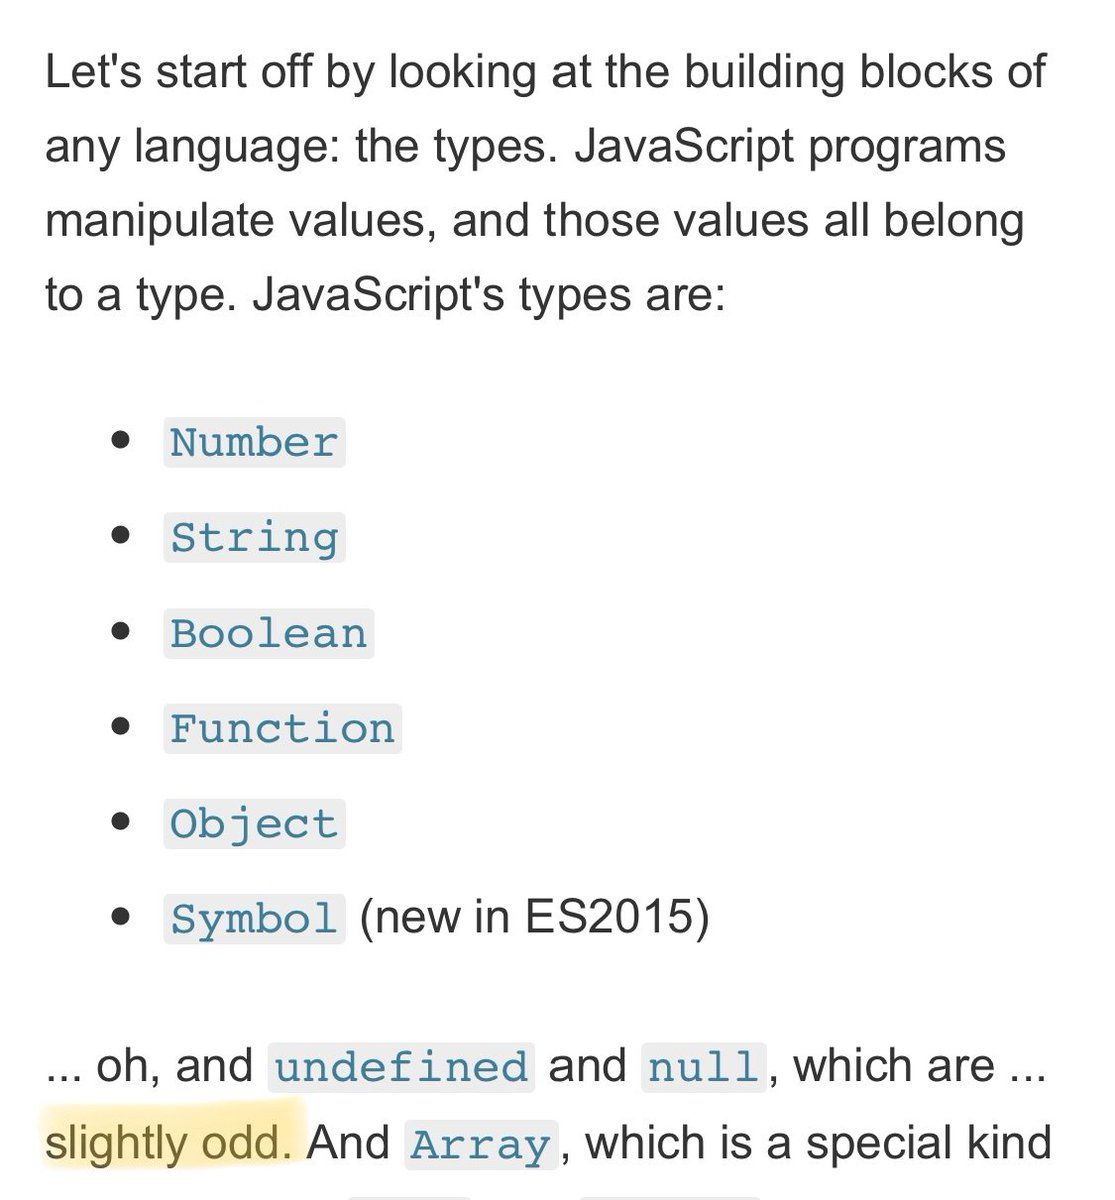 Let's start off by looking at the building blocks of
any language: the types. JavaScript programs
manipulate values, and those values all belong
to a type. JavaScript's types are:
• Number
• String
• Boolean
• Function
• Object
• Symbol (new in ES2015)
... oh, and undefined and null, which are ...
slightly odd. And Array, which is a special kind